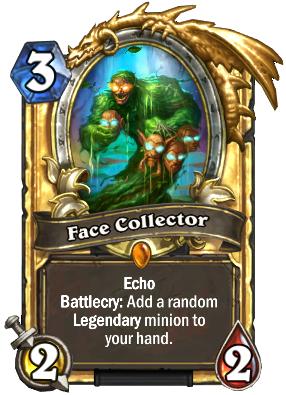 3
Face Collector
Echo
Battlecry: Add a random
Legendary minion to
your hand.
2 2